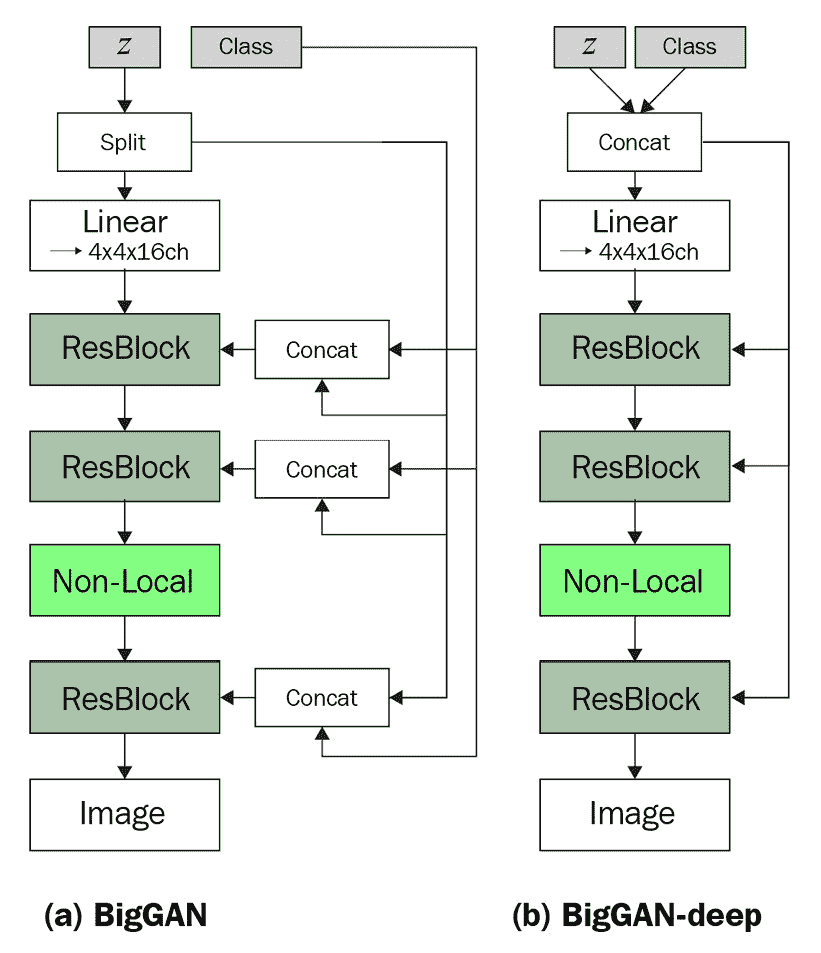 z
Class
Split
Linear
→ 4x4x16ch
ResBlock
Concat
ResBlock
Concat
Non-Local
ResBlock
Concat
Image
(a) BigGAN
z
Class
Concat
Linear
→ 4x4x16ch
ResBlock
ResBlock
Non-Local
ResBlock
Image
(b) BigGAN-deep